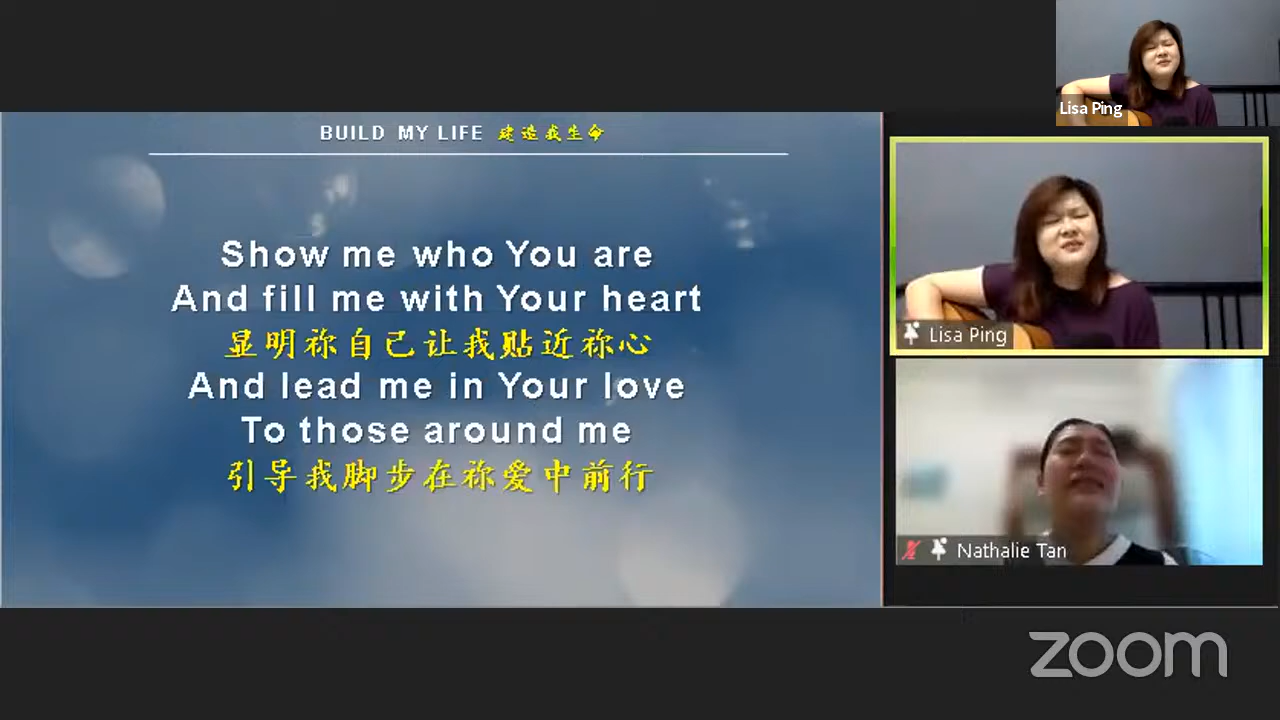 Lisa Ping
BUILD MY LIFE 建造我生命
Show me who You are
And fill me with Your heart
显明祢自己让我贴近祢心
And lead me in Your love
To those around me
引导我脚步在祢爱中前行
Lisa Ping
Nathalie Tan
zoom